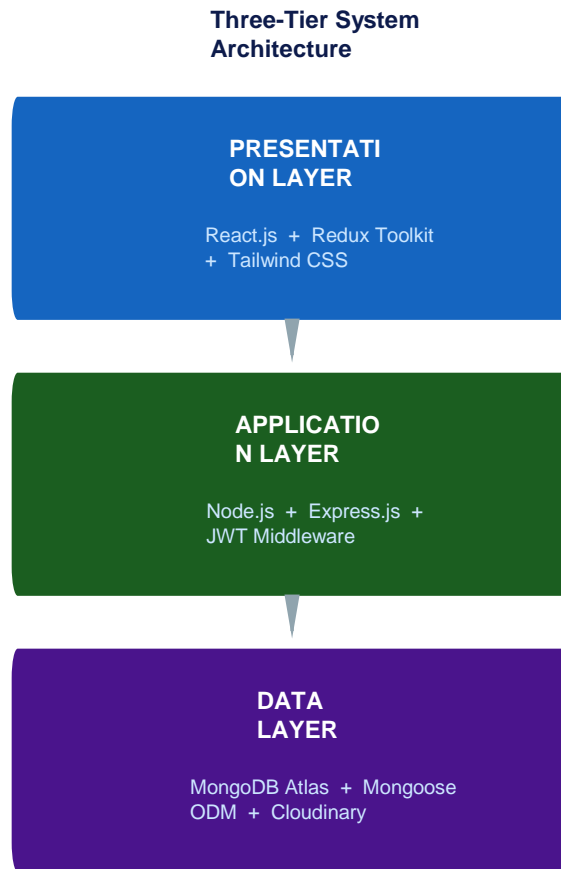 Three-Tier System
Architecture
PRESENTATI
ON LAYER
React.js + Redux Toolkit
+ Tailwind CSS
APPLICATIO
N LAYER
Node.js + Express.js +
JWT Middleware
DATA
LAYER
MongoDB Atlas + Mongoose
ODM + Cloudinary